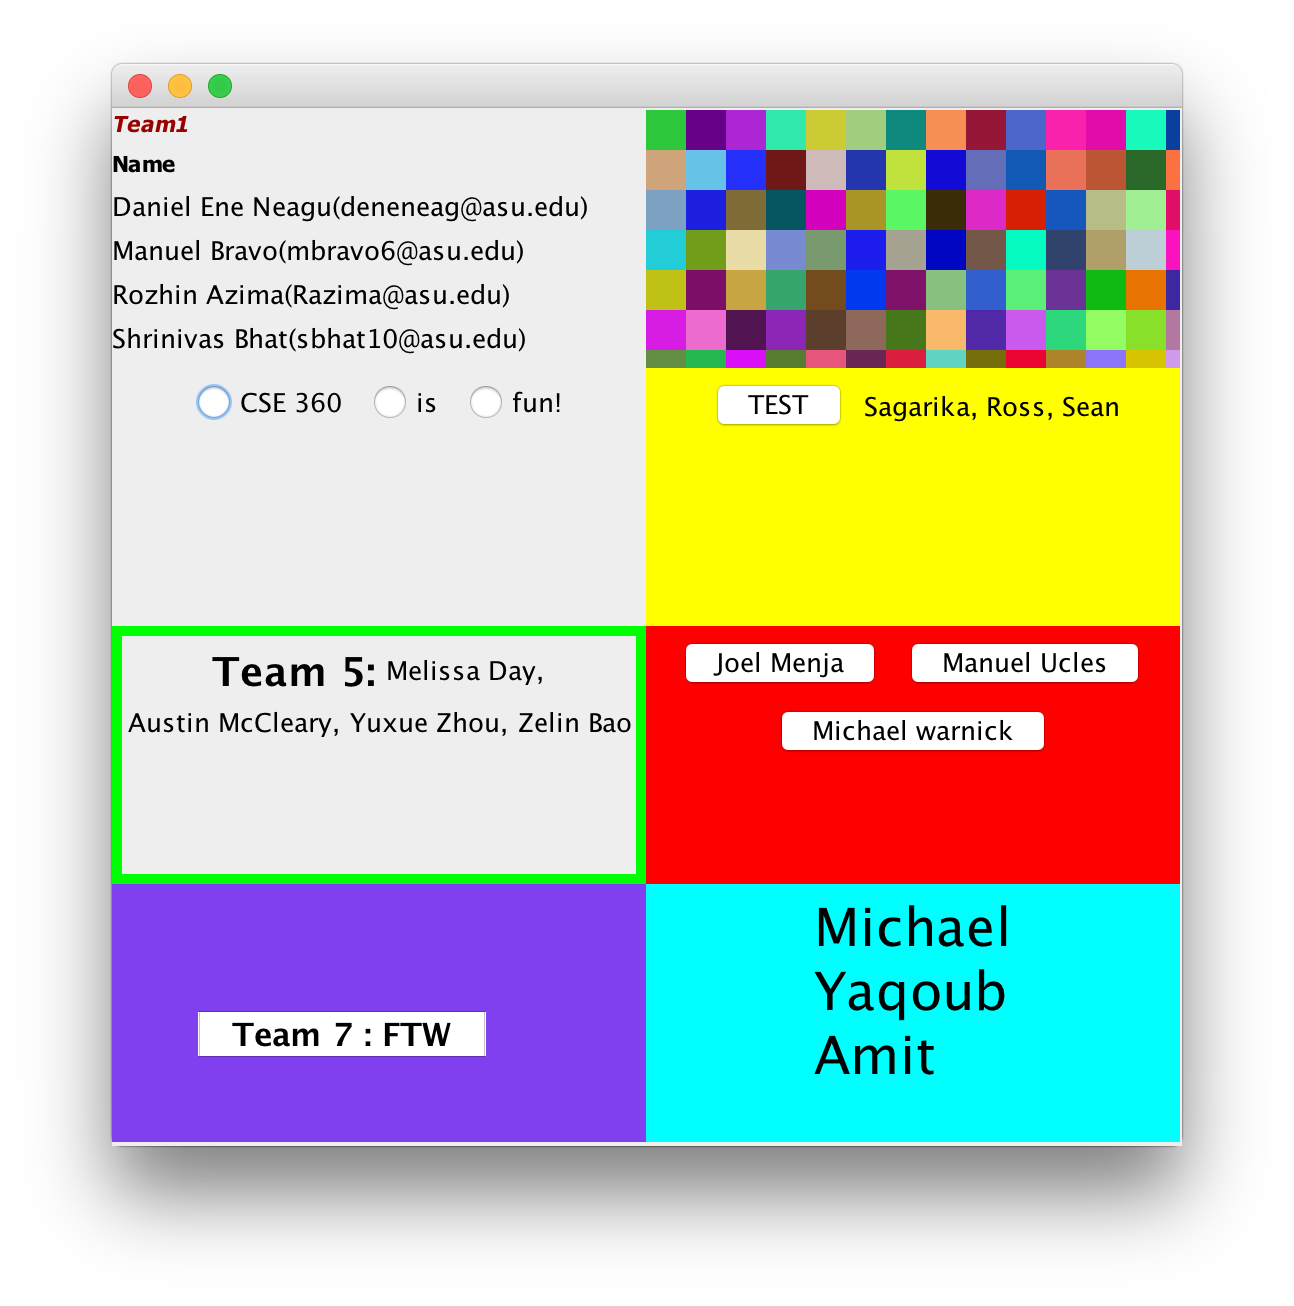 Team1
Name
Daniel Ene Neagu(deneneag@asu.edu)
Manuel Bravo(mbravo6@asu.edu)
Rozhin Azima(Razima@asu.edu)
Shrinivas Bhat(sbhat10@asu.edu)
CSE 360 is fun!
TEST Sagarika, Ross, Sean
Team 5: Melissa Day,
Austin McCleary, Yuxue Zhou, Zelin Bao
Joel Menja Manuel Ucles
Michael warnick
Team 7 : FTW
Michael
Yaqoub
Amit